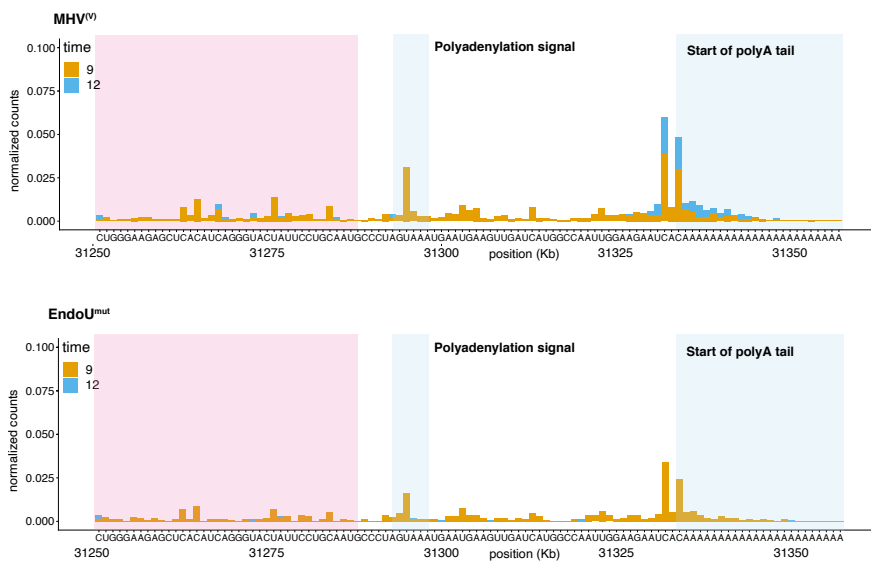 MHV(V)
time
9
12
Polyadenylation signal
Start of polyA tail
normalized counts
0.100
0.075
0.050
0.025
0.000
CUGGGAAGAGCUCACAUCAGGGUACUAUUCCUGCAAUGCCCUAGUAAAUGAAUGAAGUUGAUCAUGGCCAAUUGGAAGAAUCACAAAAAAAAAAAAAAAAAAAAAAAAA
31250
31275
31300
31325
31350
position (Kb)
EndoUmut
time
9
12
Polyadenylation signal
Start of polyA tail
normalized counts
0.100
0.075
0.050
0.025
0.000
CUGGGAAGAGCUCACAUCAGGGUACUAUUCCUGCAAUGCCCUAGUAAAUGAAUGAAGUUGAUCAUGGCCAAUUGGAAGAAUCACAAAAAAAAAAAAAAAAAAAAAAAAA
31250
31275
31300
31325
31350
position (Kb)